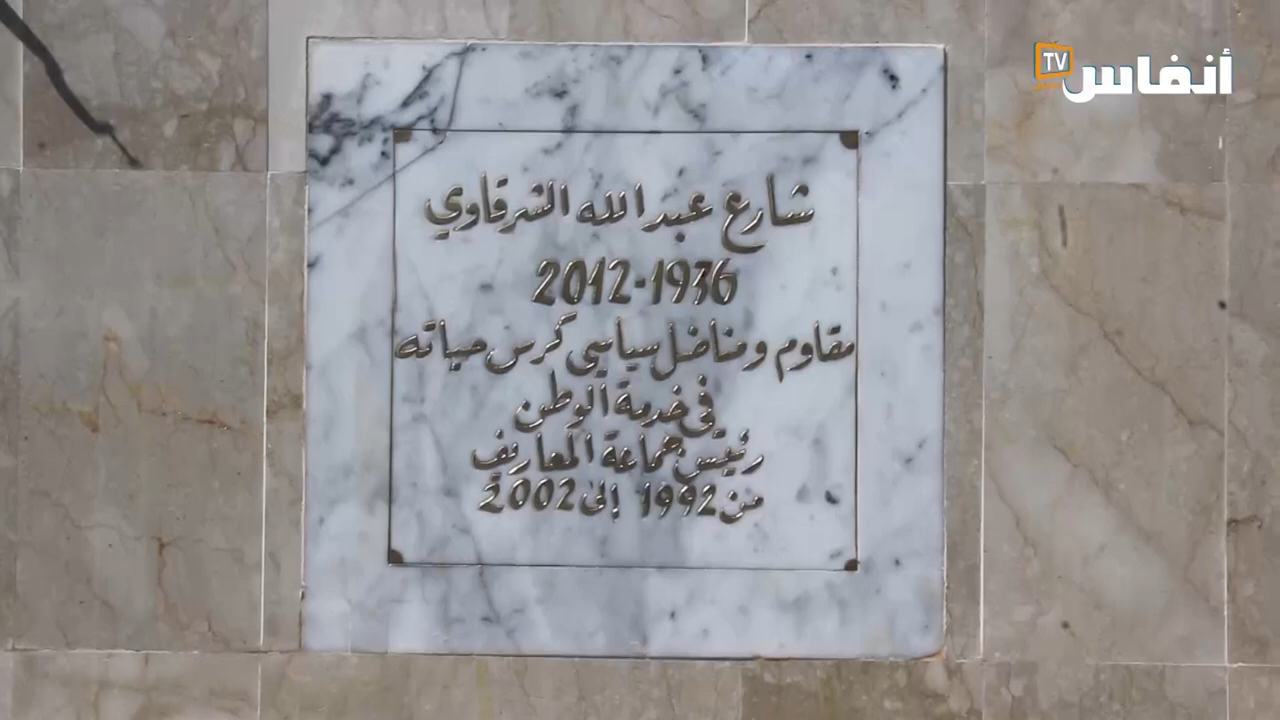 أنفاس TV
شارع عبد الله الشرقاوي
2012-1936
مقاوم ومناضل سياسي كرس حياته
في خدمة الوطن
رئيس جماعة المعاريف
من 1992 إلى 2002